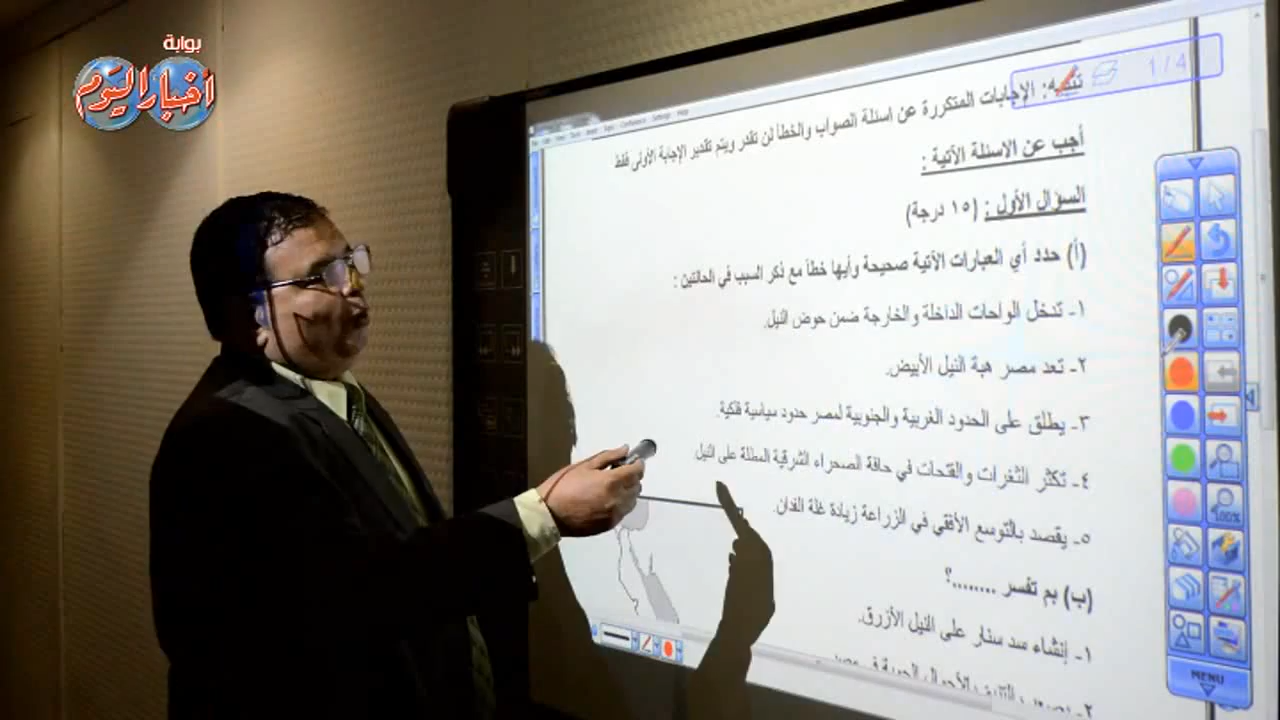 بوابة
أخبار اليوم
1/4
تنبيه: الإجابات المتكررة عن اسئلة الصواب والخطأ لن تقدر ويتم تقدير الإجابة الأولى فقط
أجب عن الاسئلة الآتية :
السؤال الأول : (١٥ درجة)
(أ) حدد أي العبارات الآتية صحيحة وأيها خطأ مع ذكر السبب في الحالتين :
١- تدخل الواحات الداخلة والخارجة ضمن حوض النيل.
٢- تعد مصر هبة النيل الأبيض.
٣- يطلق على الحدود الغربية والجنوبية لمصر حدود سياسية فلكية.
٤- تكثر الثغرات والفتحات في حافة الصحراء الشرقية المطلة على النيل
٥- يقصد بالتوسع الأفقي في الزراعة زيادة غلة الفدان.
(ب) بم تفسر ........؟
١- إنشاء سد سنار على النيل الأزرق.
٢-
100%
MENU